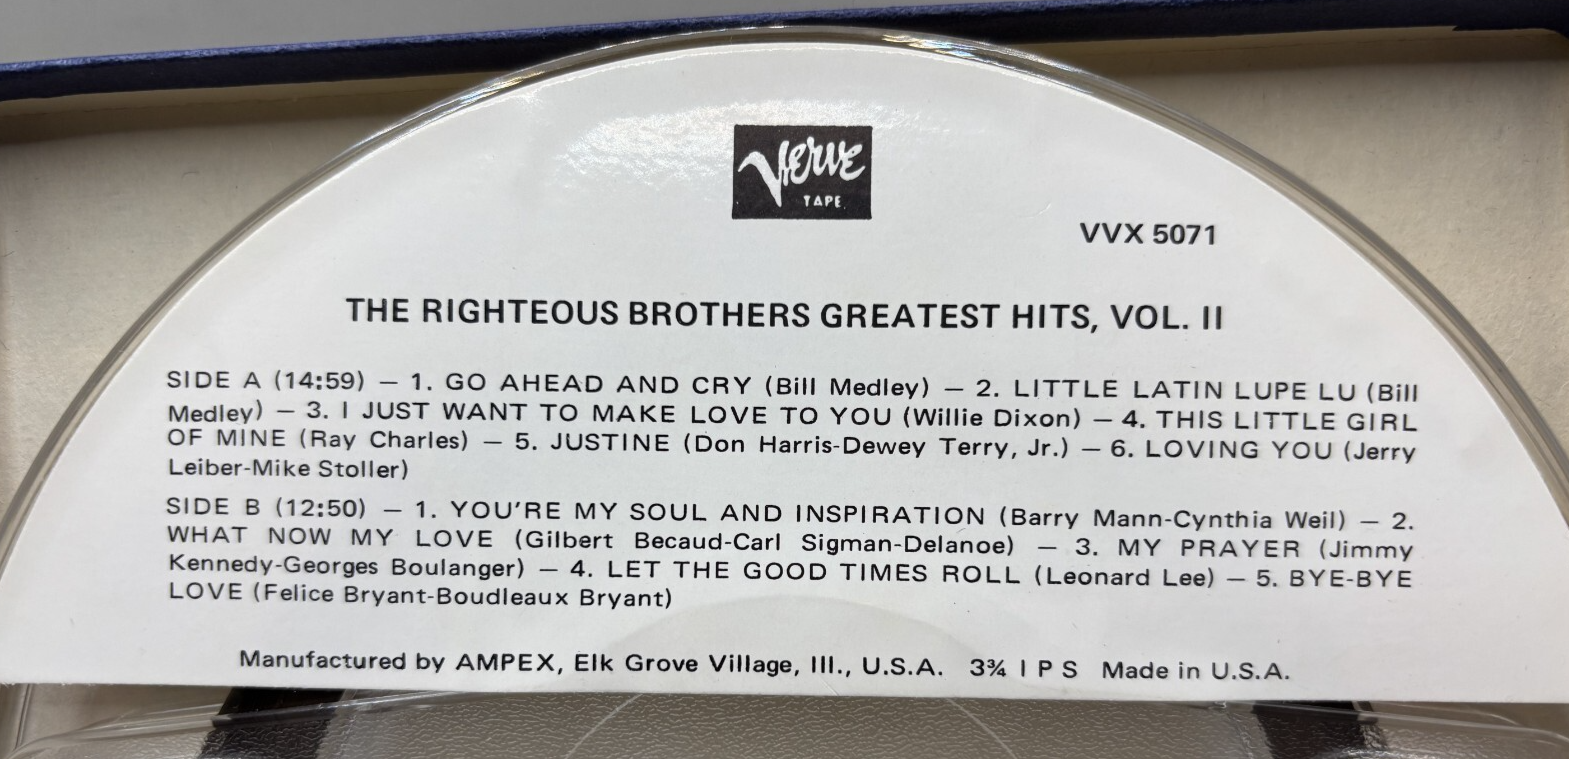 Verve
TAPE
VVX 5071
THE RIGHTEOUS BROTHERS GREATEST HITS, VOL. II
SIDE A (14:59) — 1. GO AHEAD AND CRY (Bill Medley) — 2. LITTLE LATIN LUPE LU (Bill
Medley) — 3. I JUST WANT TO MAKE LOVE TO YOU (Willie Dixon) — 4. THIS LITTLE GIRL
OF MINE (Ray Charles) — 5. JUSTINE (Don Harris-Dewey Terry, Jr.) — 6. LOVING YOU (Jerry
Leiber-Mike Stoller)
SIDE B (12:50) — 1. YOU'RE MY SOUL AND INSPIRATION (Barry Mann-Cynthia Weil) — 2.
WHAT NOW MY LOVE (Gilbert Becaud-Carl Sigman-Delanoe) — 3. MY PRAYER (Jimmy
Kennedy-Georges Boulanger) — 4. LET THE GOOD TIMES ROLL (Leonard Lee) — 5. BYE-BYE
LOVE (Felice Bryant-Boudleaux Bryant)
Manufactured by AMPEX, Elk Grove Village, Ill., U.S.A. 3¾ I P S Made in U.S.A.